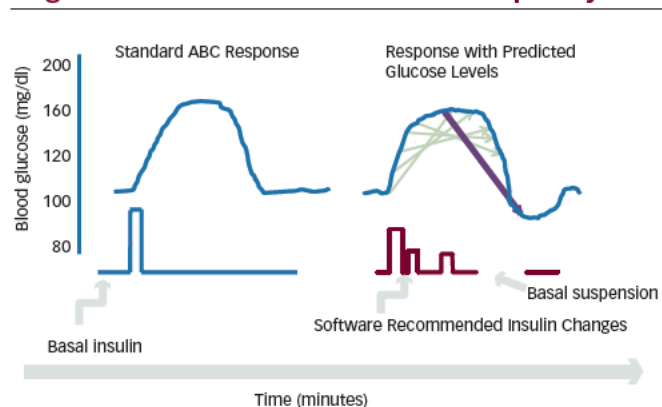 Standard ABC Response
Response with Predicted
Glucose Levels
Blood glucose (mg/dl)
200
160
120
100
80
Basal suspension
Software Recommended Insulin Changes
Basal insulin
Time (minutes)